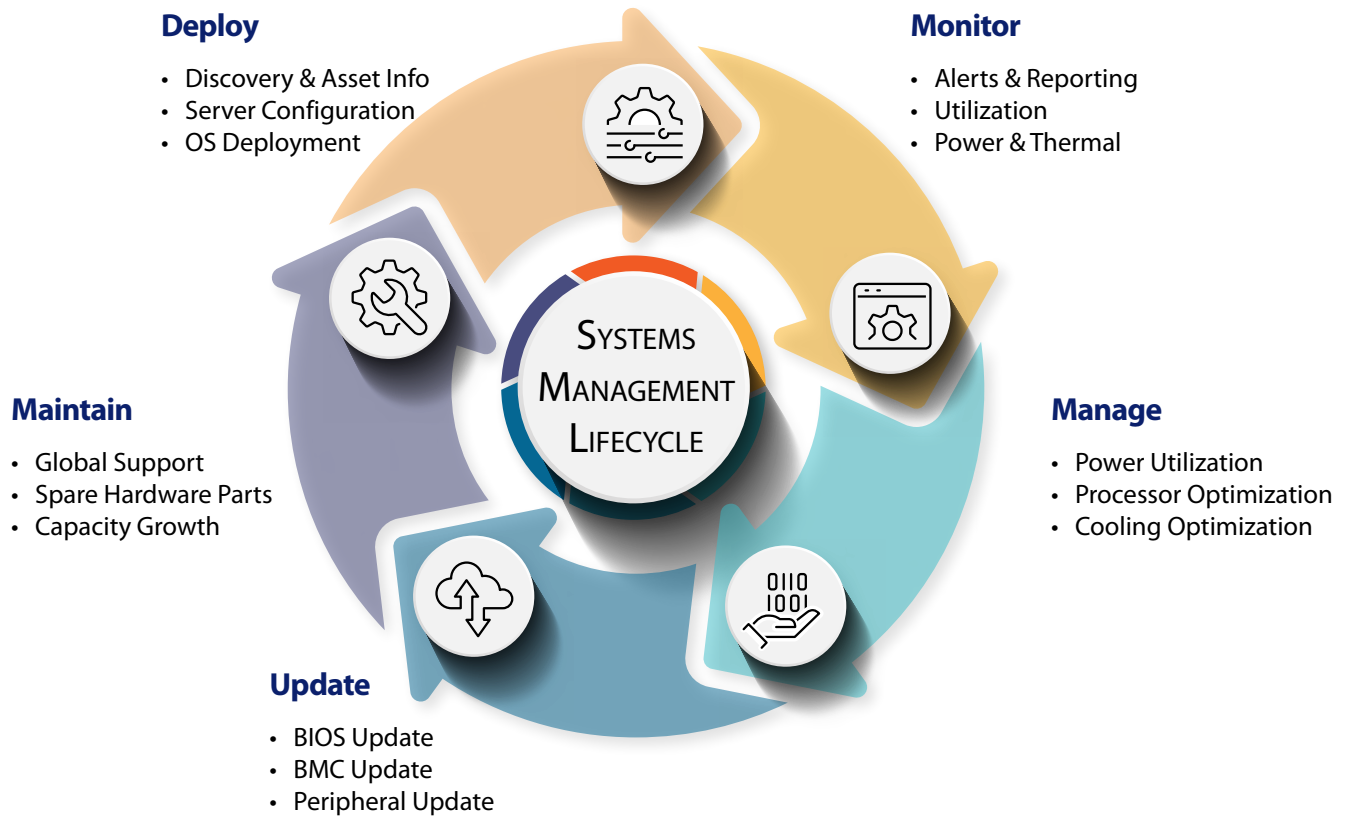 Deploy
• Discovery & Asset Info
• Server Configuration
• OS Deployment
Monitor
• Alerts & Reporting
• Utilization
• Power & Thermal
SYSTEMS
MANAGEMENT
LIFECYCLE
Maintain
• Global Support
• Spare Hardware Parts
• Capacity Growth
Manage
• Power Utilization
• Processor Optimization
• Cooling Optimization
0110
1001
Update
• BIOS Update
• BMC Update
• Peripheral Update